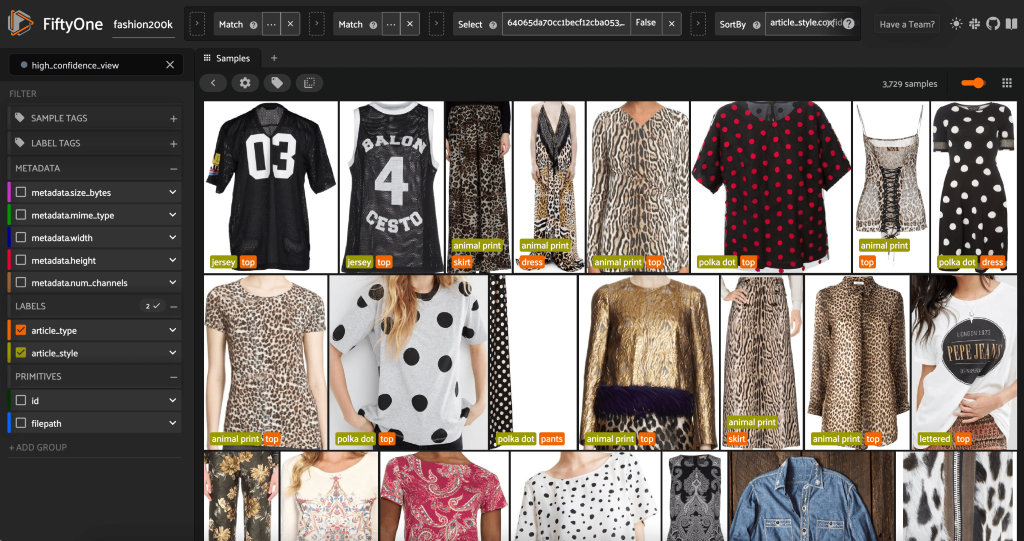 FiftyOne fashion200k
Match ? ... ✕ Match ? ... ✕ Select ? 64065da70cc1becf12cba053,... False ✕ SortBy ? article_style.confid
Have a Team?
high_confidence_view ✕
Samples +
3,729 samples
FILTER
SAMPLE TAGS +
LABEL TAGS +
METADATA –
metadata.size_bytes
metadata.mime_type
metadata.width
metadata.height
metadata.num_channels
LABELS 2 ✓ –
article_type
article_style
PRIMITIVES –
id
filepath
+ ADD GROUP
03
BALON
4
CESTO
jersey top
jersey top
animal print
skirt
animal print
dress
animal print top
polka dot top
animal print
top
polka dot dress
animal print top
polka dot top
polka dot pants
animal print top
animal print
skirt
animal print top
LONDON 1973
PEPE JEANS
lettered top